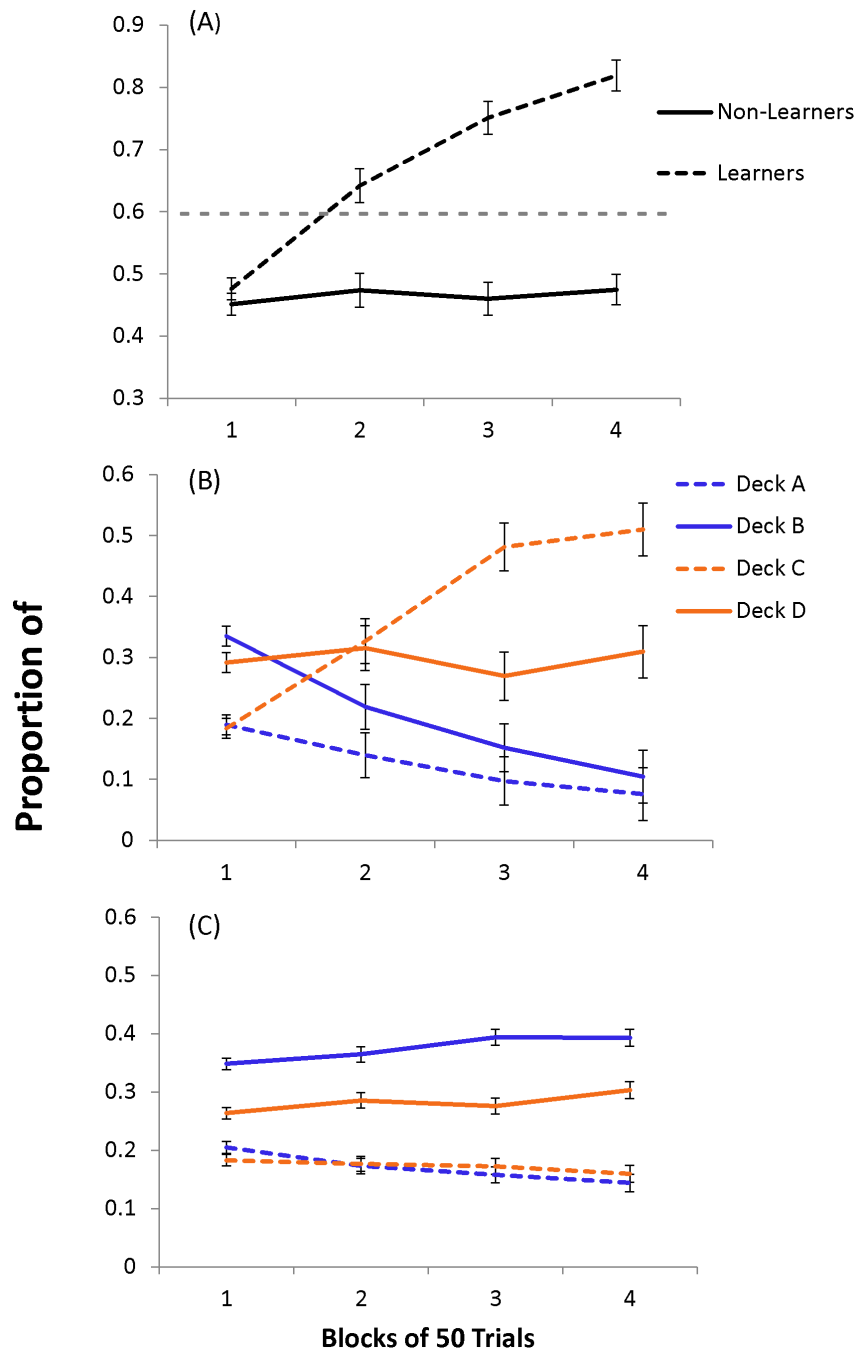 (A)
0.9
0.8
0.7
0.6
0.5
0.4
0.3
1 2 3 4
Non-Learners
Learners
(B)
0.6
0.5
0.4
0.3
0.2
0.1
0
1 2 3 4
Deck A
Deck B
Deck C
Deck D
Proportion of
(C)
0.6
0.5
0.4
0.3
0.2
0.1
0
1 2 3 4
Blocks of 50 Trials